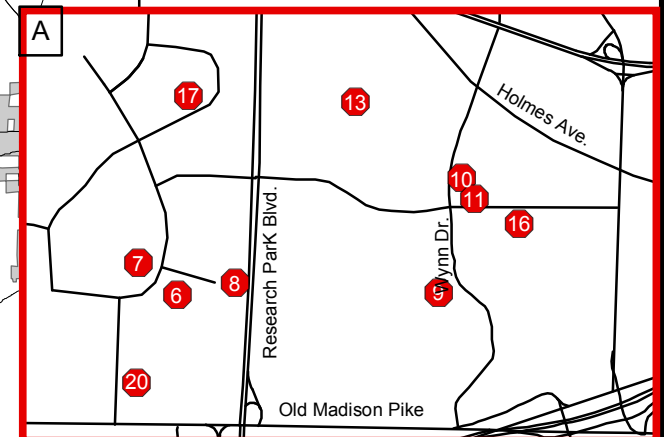 A
17
13
Holmes Ave.
10
11
16
Research ParK Blvd.
Wynn Dr.
7
8
6
9
20
Old Madison Pike